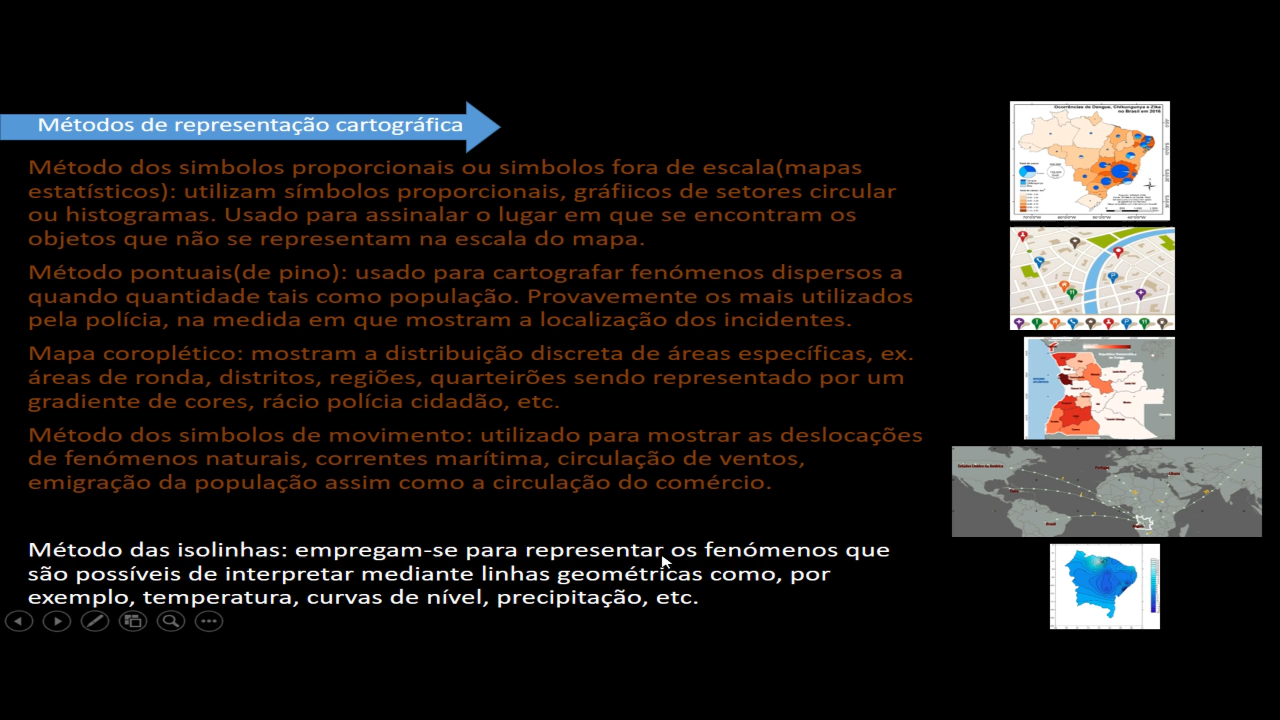 Métodos de representação cartográfica
Método dos simbolos proporcionais ou simbolos fora de escala(mapas
estatísticos): utilizam símbolos proporcionais, gráfiicos de setores circular
ou histogramas. Usado para assinalar o lugar em que se encontram os
objetos que não se representam na escala do mapa.
Método pontuais(de pino): usado para cartografar fenómenos dispersos a
quando quantidade tais como população. Provavemente os mais utilizados
pela polícia, na medida em que mostram a localização dos incidentes.
Mapa coroplético: mostram a distribuição discreta de áreas específicas, ex.
áreas de ronda, distritos, regiões, quarteirões sendo representado por um
gradiente de cores, rácio polícia cidadão, etc.
Método dos simbolos de movimento: utilizado para mostrar as deslocações
de fenómenos naturais, correntes marítima, circulação de ventos,
emigração da população assim como a circulação do comércio.
Método das isolinhas: empregam-se para representar os fenómenos que
são possíveis de interpretar mediante linhas geométricas como, por
exemplo, temperatura, curvas de nível, precipitação, etc.
Ocorrências de Dengue, Chikungunya e Zika
no Brasil em 2016
Estados Unidos da América
Portugal
Brasil